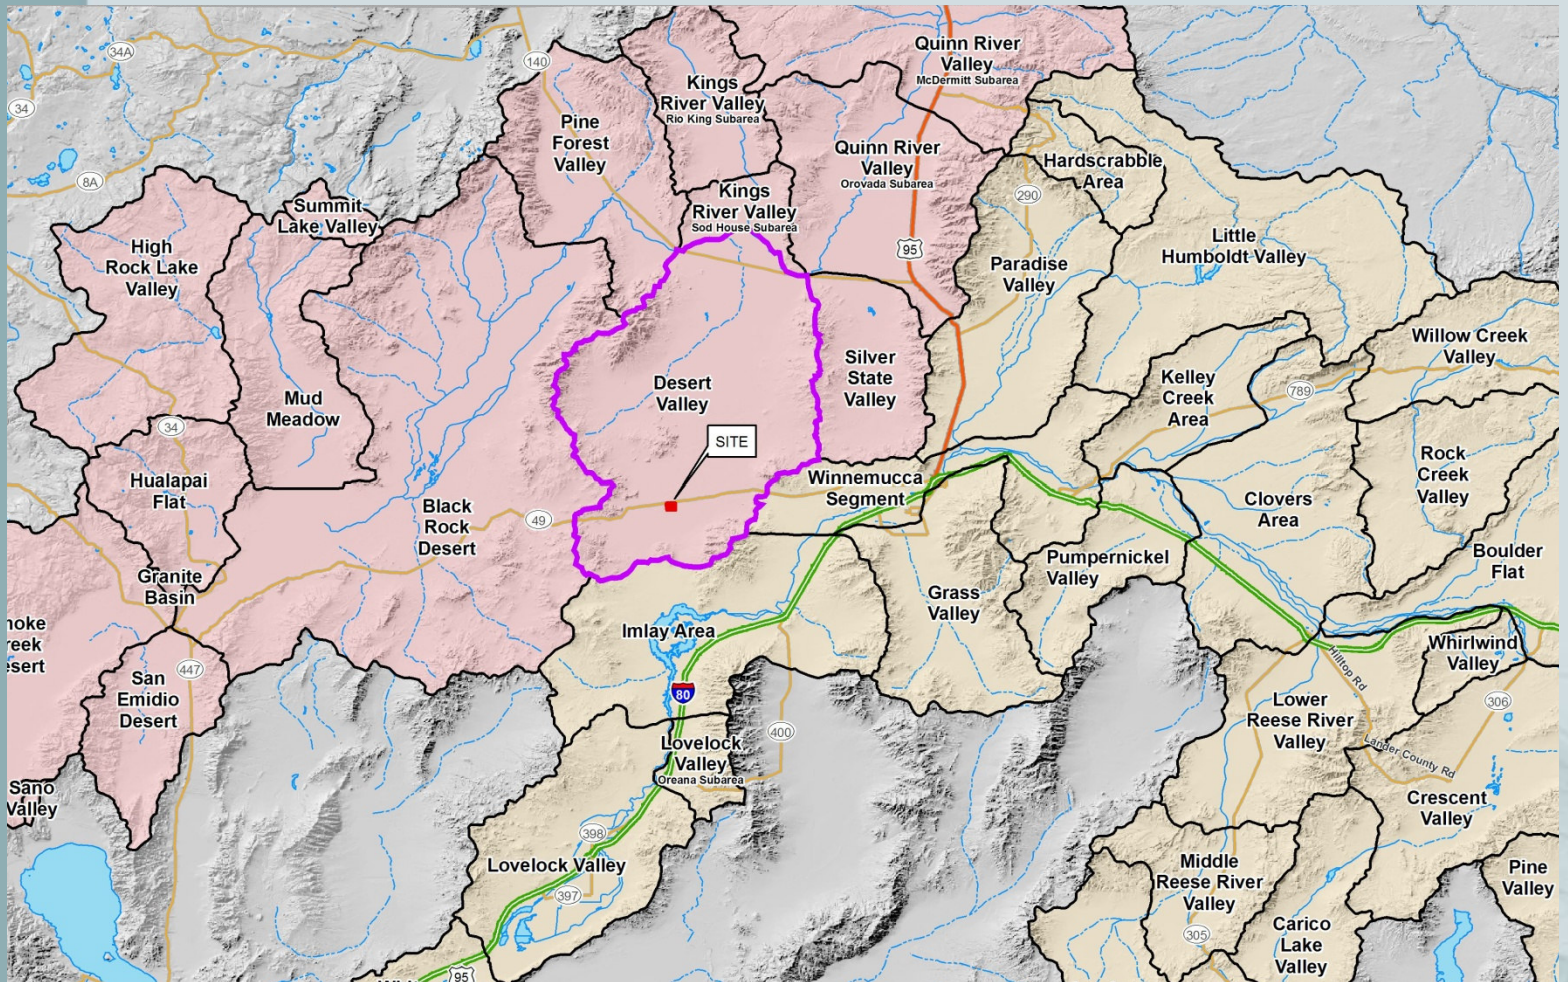 34A
140
34
8A
Quinn River
Valley
McDermitt Subarea
Kings
River Valley
Rio King Subarea
Pine
Forest
Valley
Quinn River
Valley
Orovada Subarea
Hardscrabble
Area
290
Kings
River Valley
Sod House Subarea
Summit
Lake Valley
High
Rock Lake
Valley
95
Paradise
Valley
Little
Humboldt Valley
Willow Creek
Valley
Silver
State
Valley
Desert
Valley
Kelley
Creek
Area
789
Mud
Meadow
34
SITE
Hualapai
Flat
Winnemucca
Segment
Rock
Creek
Valley
Clovers
Area
Black
Rock
Desert
49
Boulder
Flat
Pumpernickel
Valley
Granite
Basin
Grass
Valley
Imlay Area
Whirlwind
Valley
447
San
Emidio
Desert
80
Hilltop Rd
Lower
Reese River
Valley
306
400
Lovelock
Valley
Oreana Subarea
Lander County Rd
Sano
Valley
Crescent
Valley
398
Lovelock Valley
397
Middle
Reese River
Valley
Pine
Valley
305
Carico
Lake
Valley
95